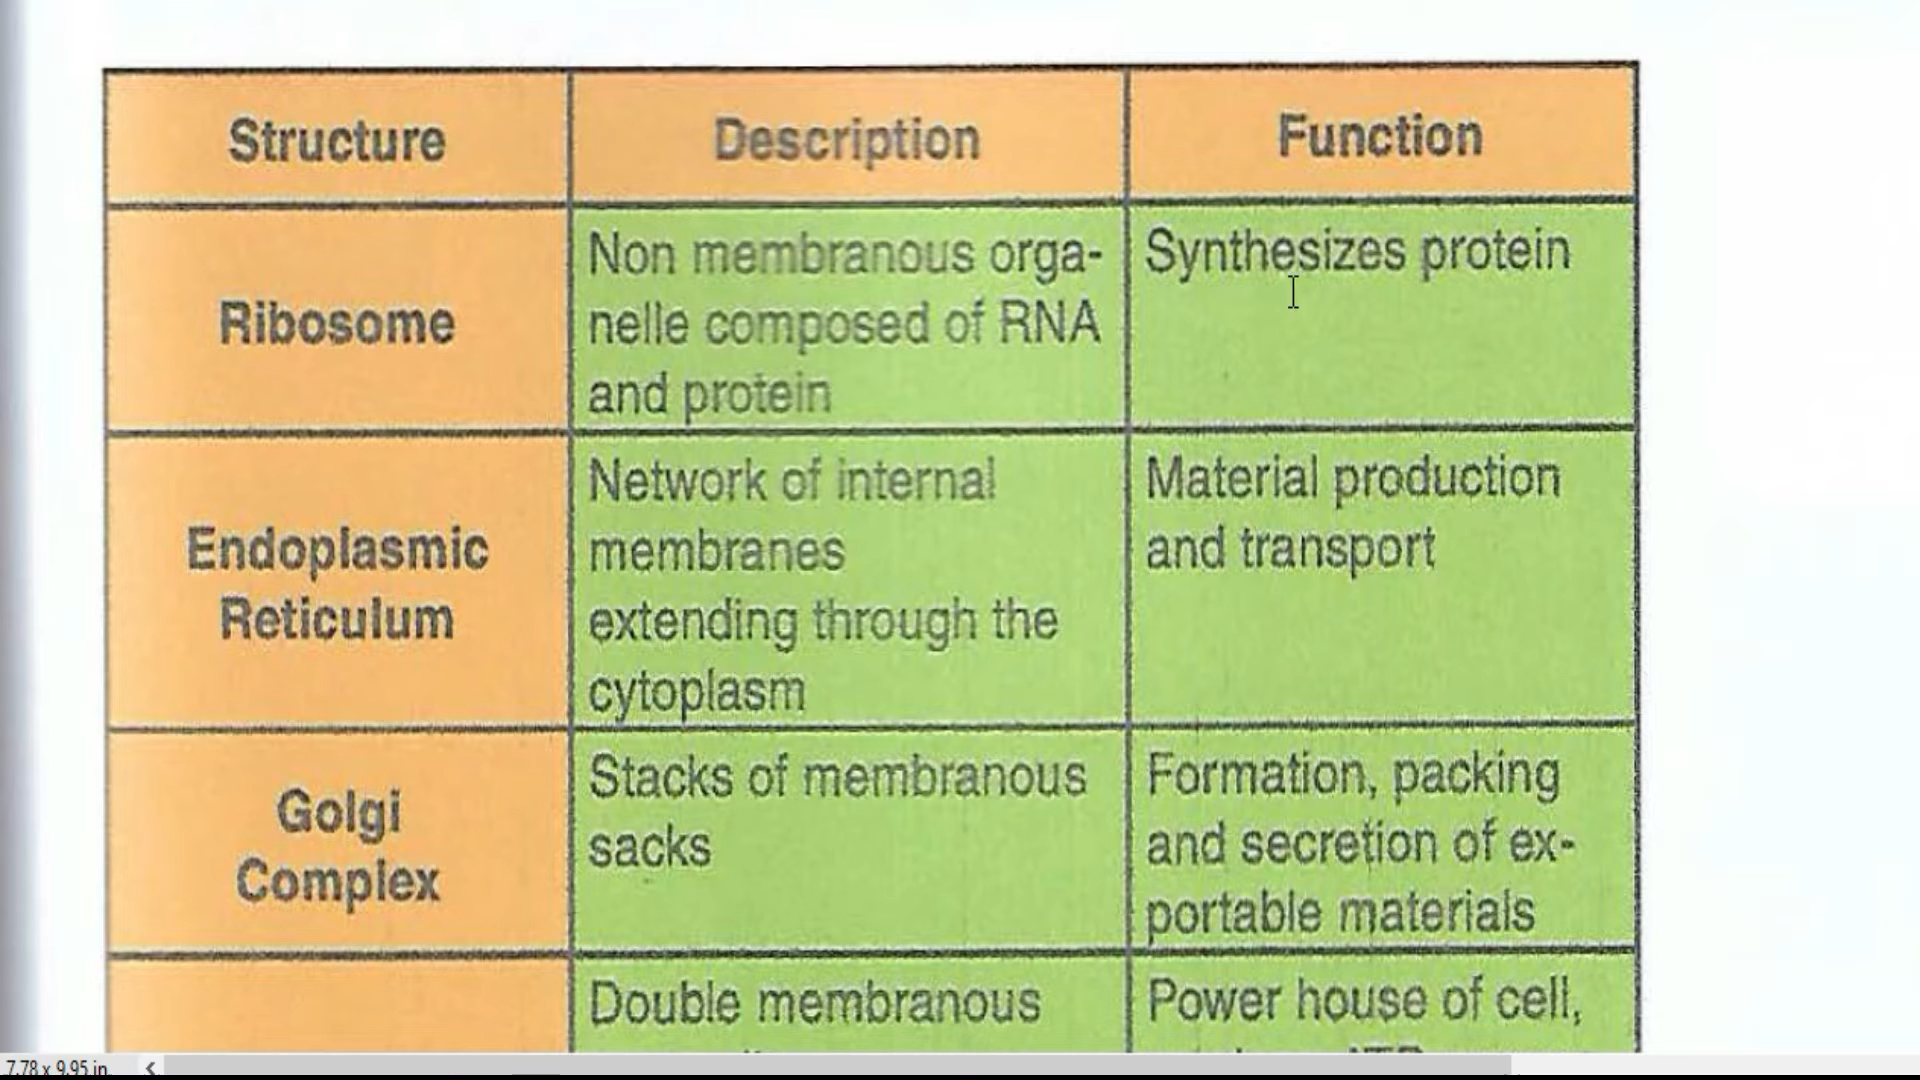 Structure
Description
Function
Ribosome
Non membranous orga-
nelle composed of RNA
and protein
Synthesizes protein
Endoplasmic
Reticulum
Network of internal
membranes
extending through the
cytoplasm
Material production
and transport
Golgi
Complex
Stacks of membranous
sacks
Formation, packing
and secretion of ex-
portable materials
Double membranous
Power house of cell,
7.78 x 9.95 in